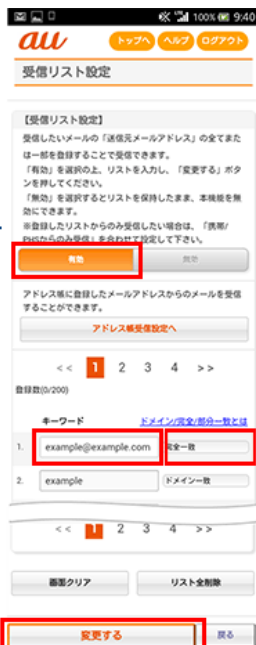 100% 9:40
au
トップへ
ヘルプ
ログアウト
受信リスト設定
【受信リスト設定】
受信したいメールの「送信元メールアドレス」の全てまた
は一部を登録することで受信できます。
「有効」を選択の上、リストを入力し、「変更する」ボタ
ンを押してください。
「無効」を選択するとリストを保持したまま、本機能を無
効にできます。
※登録したリストからのみ受信したい場合は、「携帯/
PHSからのみ受信」を合わせて設定して下さい。
有効
無効
アドレス帳に登録したメールアドレスからのメールを受信
することができます。
アドレス帳受信設定へ
<< 1 2 3 4 >>
登録数(0/200)
キーワード
ドメイン/完全/部分一致とは
1. example@example.com 完全一致
2. example ドメイン一致
<< 1 2 3 4 >>
画面クリア
リスト全削除
変更する
戻る